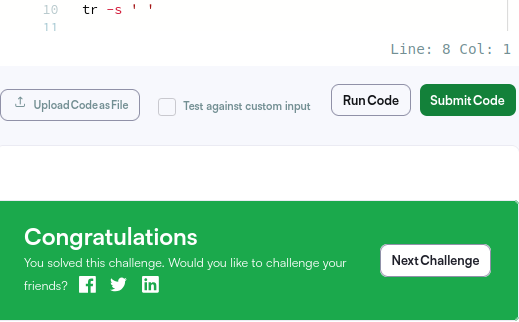 10 tr -s ' '
11
Line: 8 Col: 1
Upload Code as File
Test against custom input
Run Code
Submit Code
Congratulations
You solved this challenge. Would you like to challenge your
friends?
Next Challenge